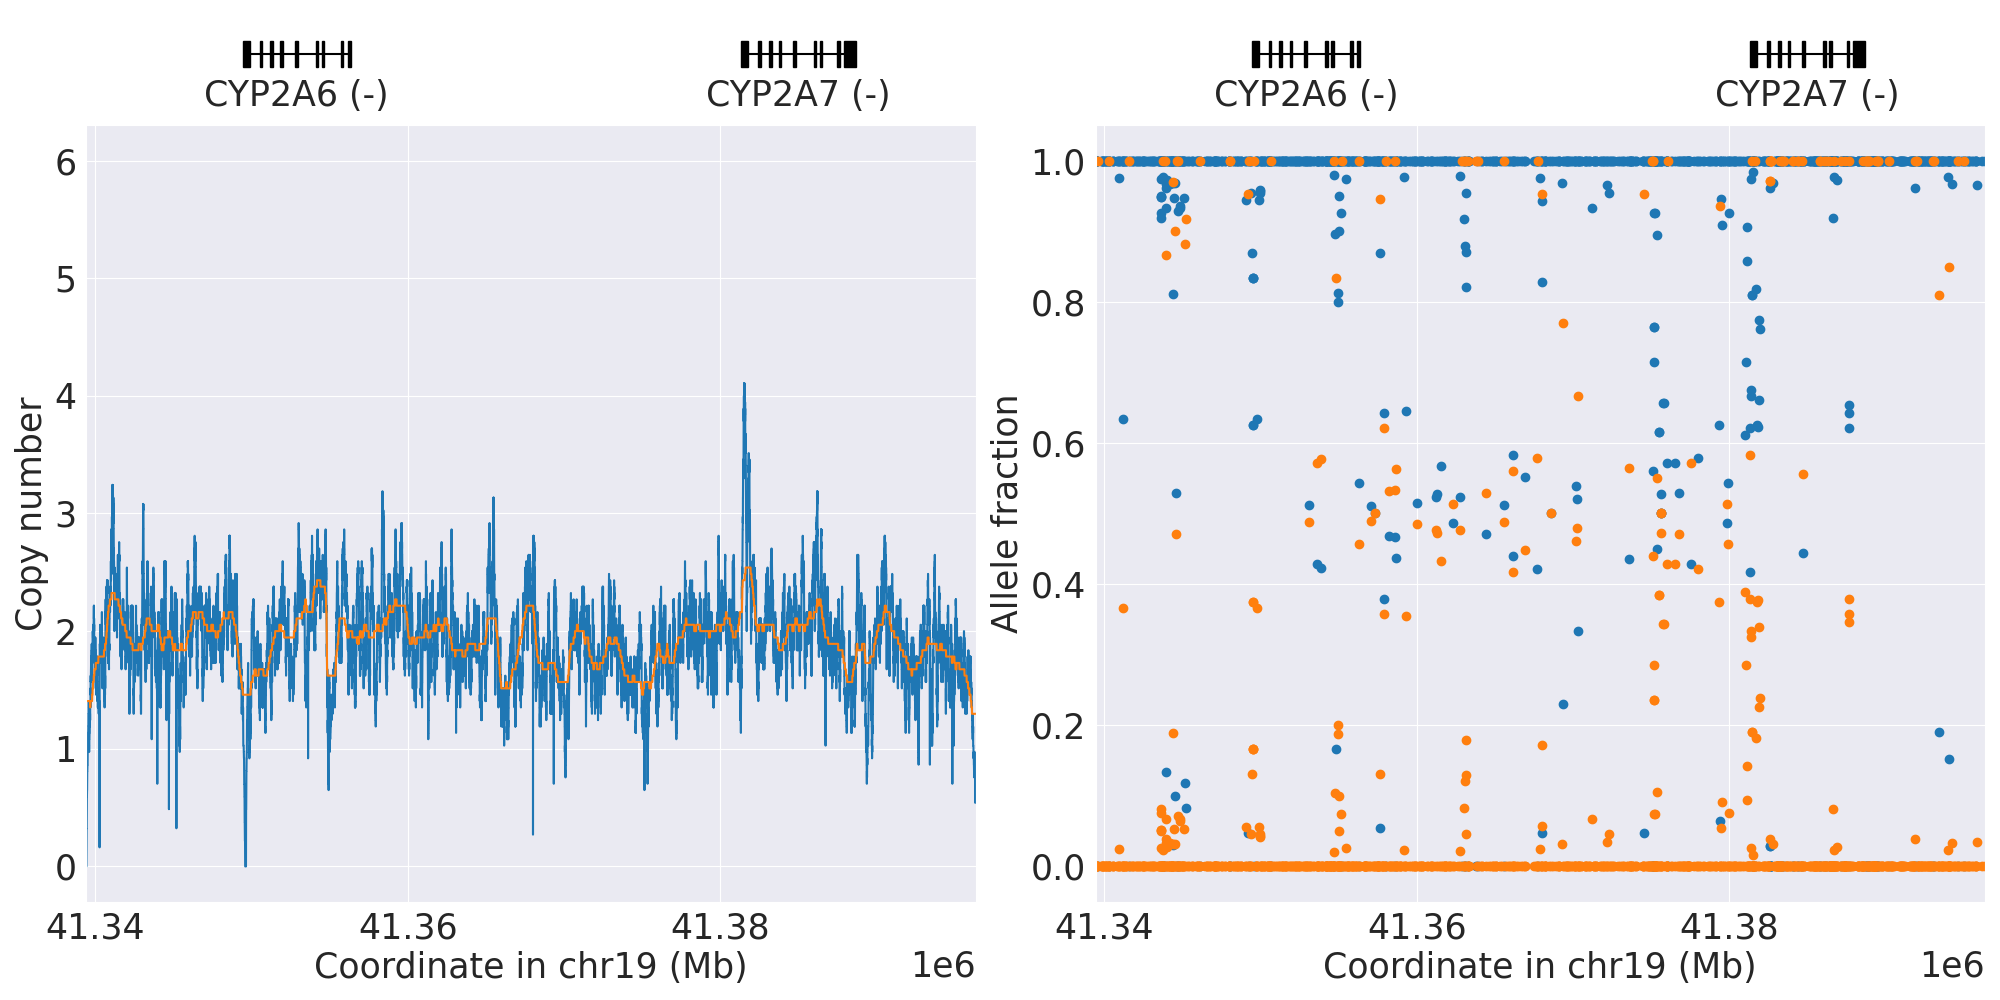 CYP2A6 (-)
CYP2A7 (-)
6
5
4
3
2
1
0
Copy number
41.34
41.36
41.38
Coordinate in chr19 (Mb)
1e6
CYP2A6 (-)
CYP2A7 (-)
1.0
0.8
0.6
0.4
0.2
0.0
Allele fraction
41.34
41.36
41.38
Coordinate in chr19 (Mb)
1e6